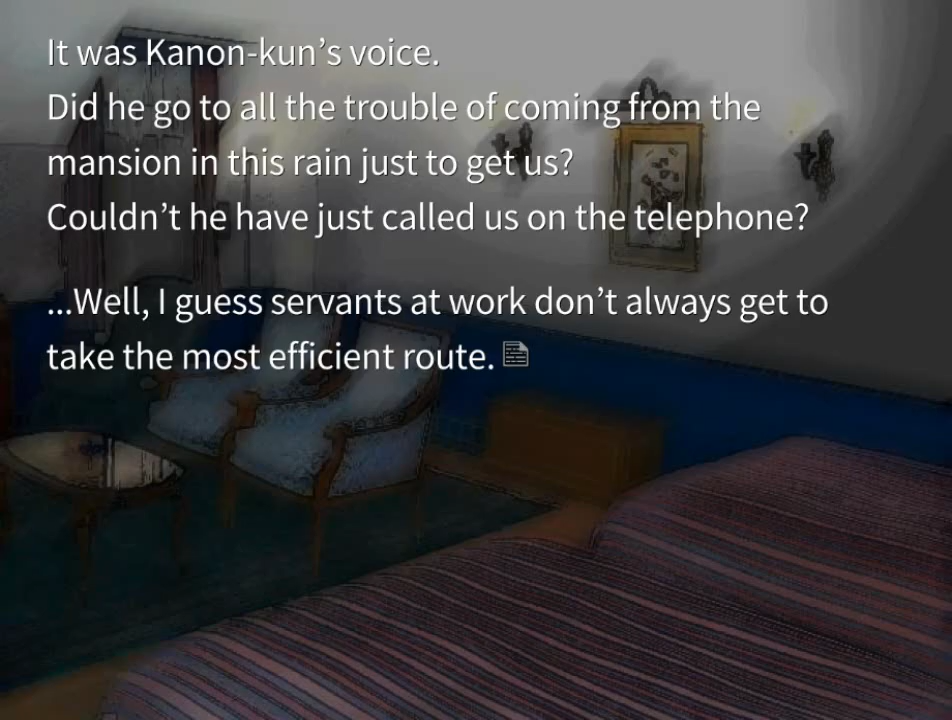 It was Kanon-kun’s voice.
Did he go to all the trouble of coming from the
mansion in this rain just to get us?
Couldn’t he have just called us on the telephone?
...Well, I guess servants at work don’t always get to
take the most efficient route.